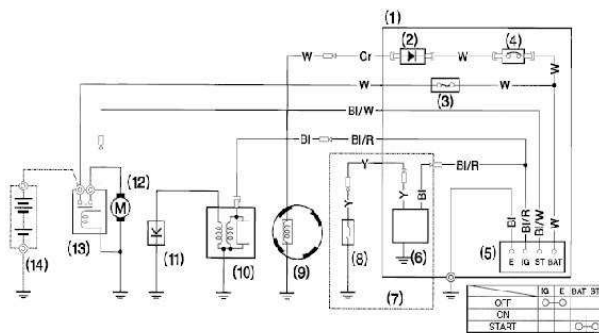 (1)
(2)
(4)
W
Gr
W
W
W
(3)
Bl/W
Bl
Bl/R
Y
Bl/R
Bl
Y
Y
(12)
M
(13)
(14)
K
(11)
(10)
(9)
(8)
(6)
(7)
Bl
Bl/R
Bl/W
W
(5)
E IG ST BAT
IG E BAT ST
OFF
ON
START